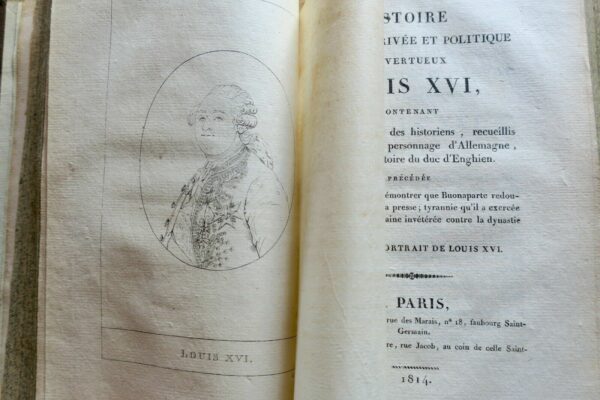 LOUIS XVI.
STOIRE
RIVÉE ET POLITIQUE
VERTUEUX
IS XVI,
ONTENANT
des historiens, recueillis
personnage d'Allemagne,
toire du duc d'Enghien.
PRÉCÉDÉE
émontrer que Buonaparte redou-
a presse; tyrannie qu'il a exercée
aine invétérée contre la dynastie
ORTRAIT DE LOUIS XVI.
PARIS,
rue des Marais, n° 18, faubourg Saint-
Germain.
re, rue Jacob, au coin de celle Saint-
1814.